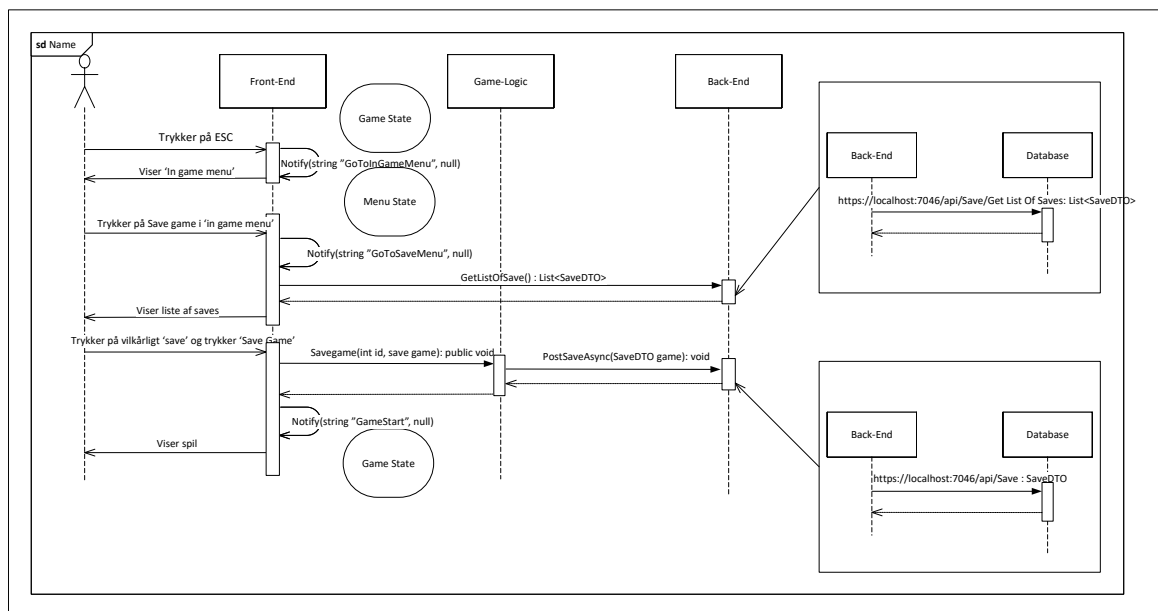 sd Name
Front-End
Game-Logic
Back-End
Game State
Trykker på ESC
Notify(string "GoToInGameMenu", null)
Viser 'In game menu'
Menu State
Trykker på Save game i 'in game menu'
Notify(string "GoToSaveMenu", null)
GetListOfSave() : List<SaveDTO>
Viser liste af saves
Trykker på vilkårligt 'save' og trykker 'Save Game'
Savegame(int id, save game): public void
PostSaveAsync(SaveDTO game): void
Notify(string "GameStart", null)
Viser spil
Game State
Back-End
Database
https://localhost:7046/api/Save/Get List Of Saves: List<SaveDTO>
Back-End
Database
https://localhost:7046/api/Save : SaveDTO